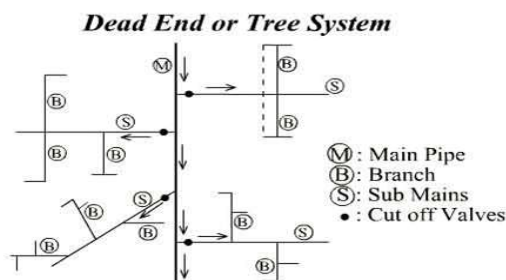 Dead End or Tree System
M
B
S
B
B
S
B
B
S
B
B
B
B
S
B
M : Main Pipe
B : Branch
S : Sub Mains
• : Cut off Valves